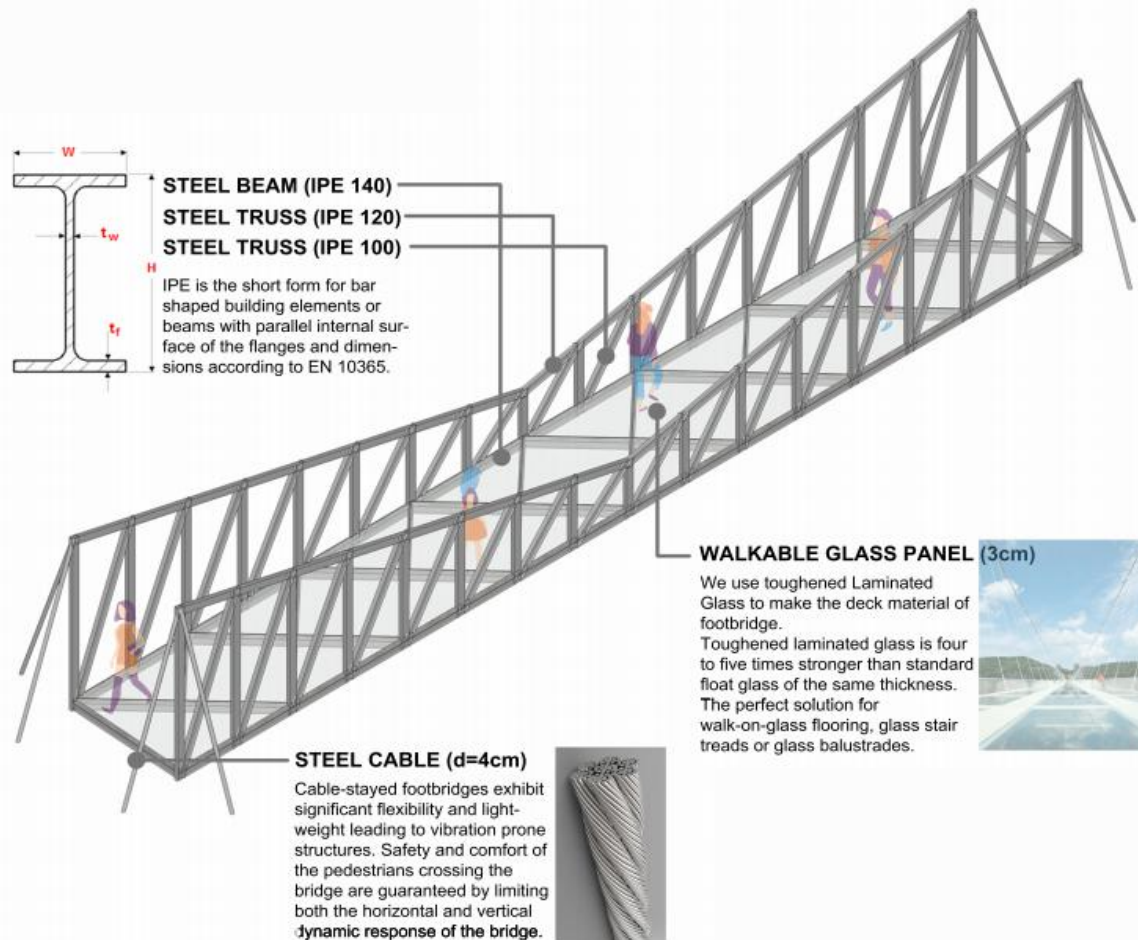 W
t_w
H
t_f
STEEL BEAM (IPE 140)
STEEL TRUSS (IPE 120)
STEEL TRUSS (IPE 100)
IPE is the short form for bar
shaped building elements or
beams with parallel internal sur-
face of the flanges and dimen-
sions according to EN 10365.
WALKABLE GLASS PANEL (3cm)
We use toughened Laminated
Glass to make the deck material of
footbridge.
Toughened laminated glass is four
to five times stronger than standard
float glass of the same thickness.
The perfect solution for
walk-on-glass flooring, glass stair
treads or glass balustrades.
STEEL CABLE (d=4cm)
Cable-stayed footbridges exhibit
significant flexibility and light-
weight leading to vibration prone
structures. Safety and comfort of
the pedestrians crossing the
bridge are guaranteed by limiting
both the horizontal and vertical
dynamic response of the bridge.